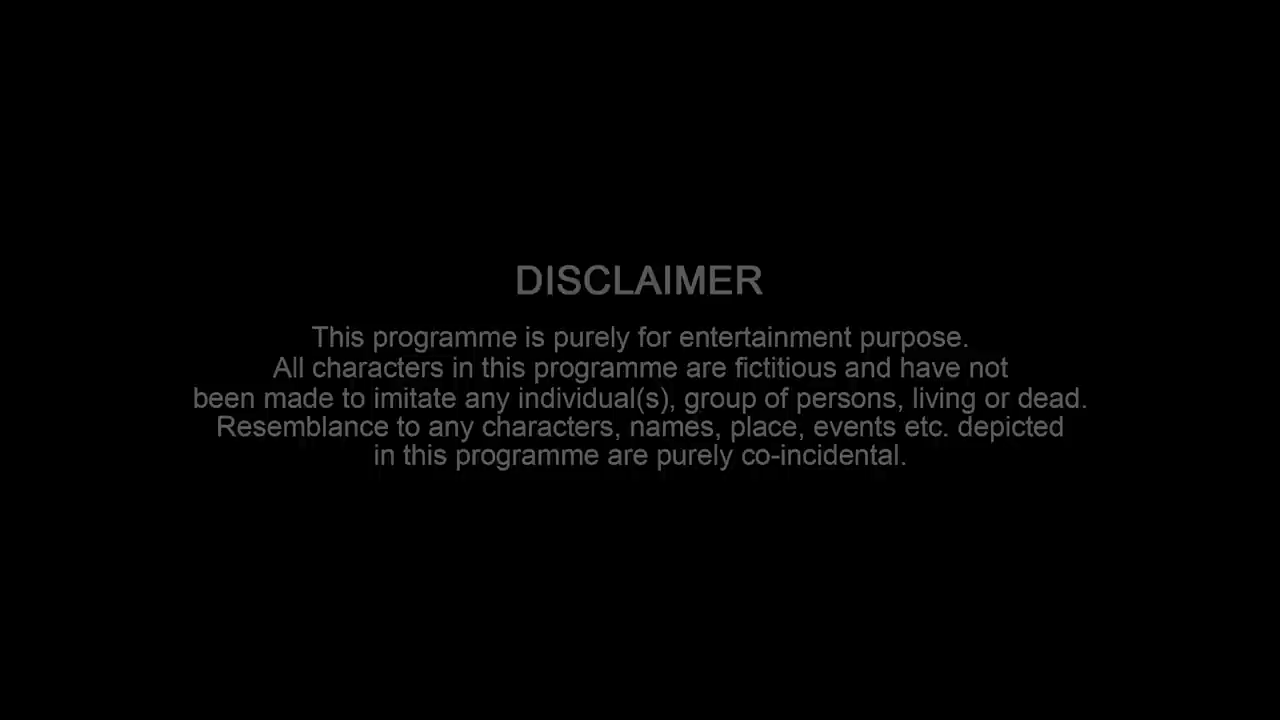 DISCLAIMER
This programme is purely for entertainment purpose.
All characters in this programme are fictitious and have not
been made to imitate any individual(s), group of persons, living or dead.
Resemblance to any characters, names, place, events etc. depicted
in this programme are purely co-incidental.